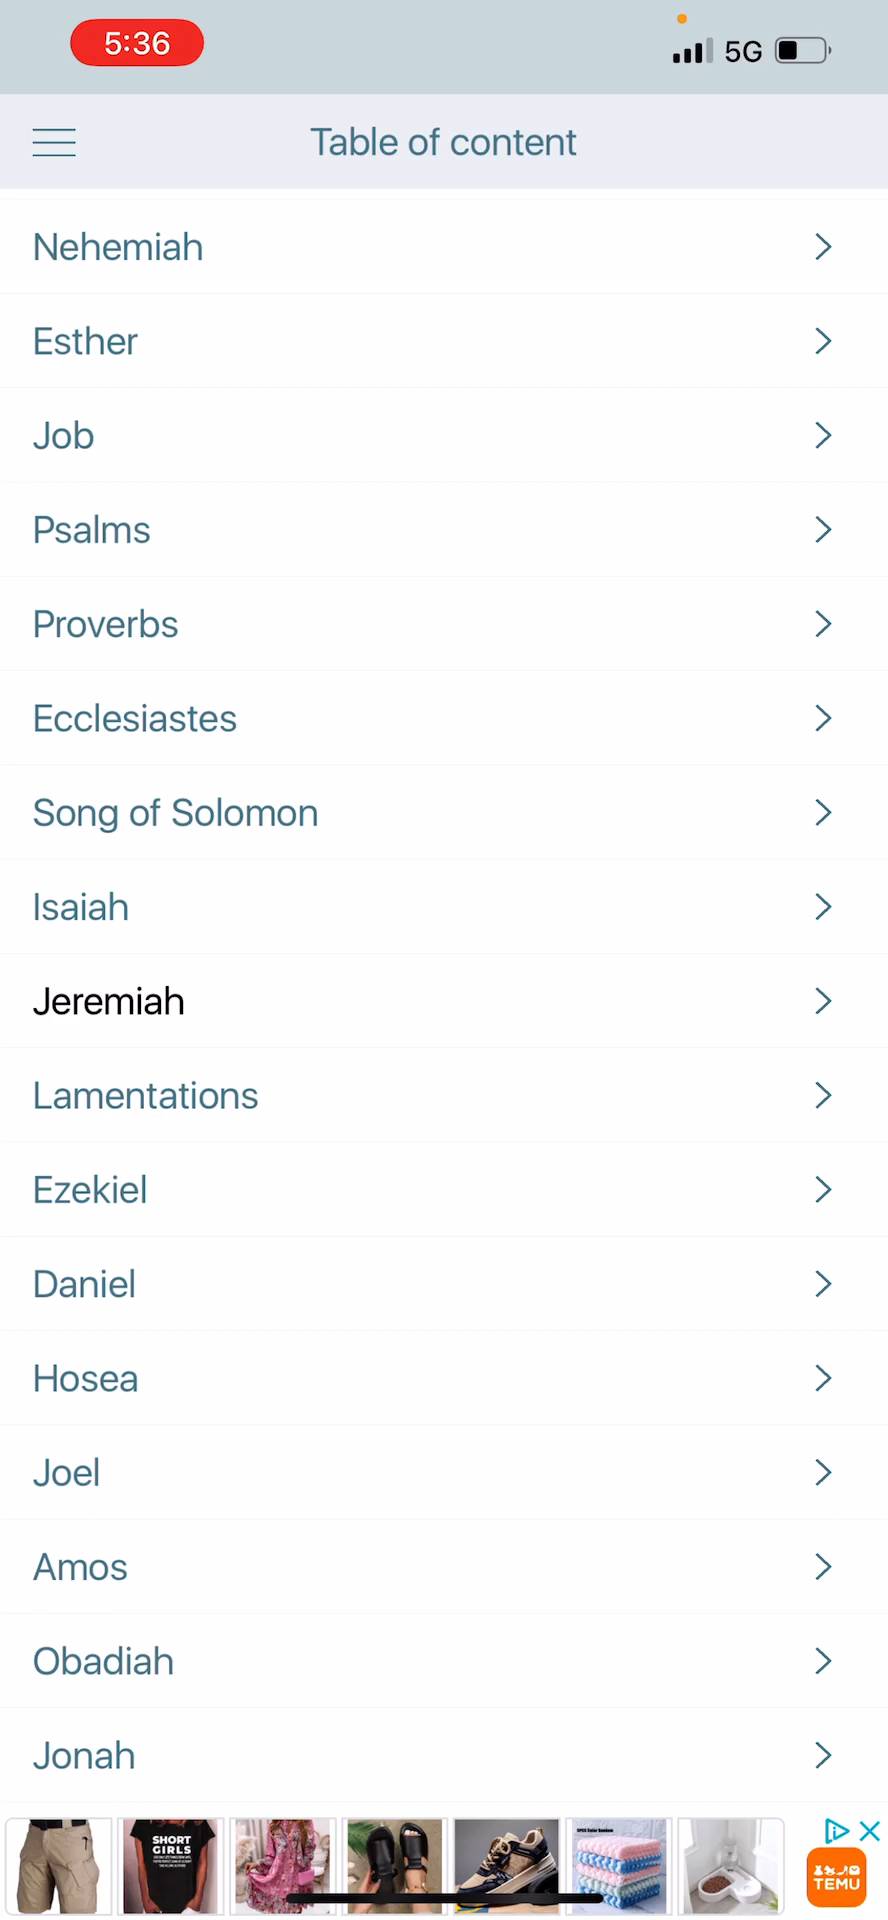 5:36
5G
Table of content
Nehemiah
Esther
Job
Psalms
Proverbs
Ecclesiastes
Song of Solomon
Isaiah
Jeremiah
Lamentations
Ezekiel
Daniel
Hosea
Joel
Amos
Obadiah
Jonah
SHORT
GIRLS
TEMU